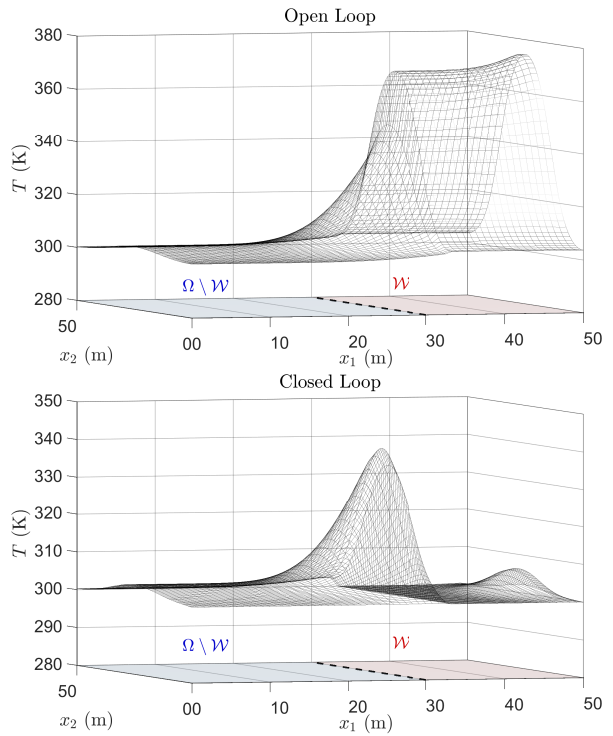 Open Loop
380
360
340
320
300
280
T (K)
Ω \ 𝒲
𝒲
50
00
10
20
30
40
50
x₂ (m)
x₁ (m)
Closed Loop
350
340
330
320
310
300
290
280
T (K)
Ω \ 𝒲
𝒲
50
00
10
20
30
40
50
x₂ (m)
x₁ (m)